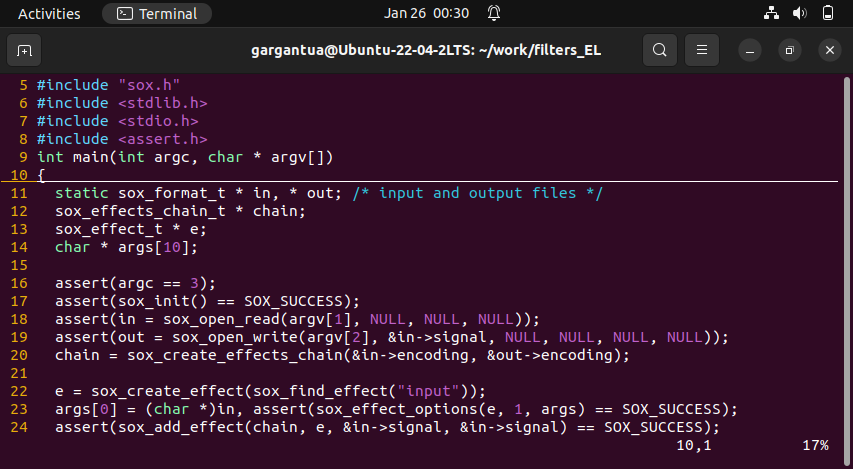 Activities Terminal Jan 26 00:30
gargantua@Ubuntu-22-04-2LTS: ~/work/filters_EL
5 #include "sox.h"
6 #include <stdlib.h>
7 #include <stdio.h>
8 #include <assert.h>
9 int main(int argc, char * argv[])
10 {
11   static sox_format_t * in, * out; /* input and output files */
12   sox_effects_chain_t * chain;
13   sox_effect_t * e;
14   char * args[10];
15
16   assert(argc == 3);
17   assert(sox_init() == SOX_SUCCESS);
18   assert(in = sox_open_read(argv[1], NULL, NULL, NULL));
19   assert(out = sox_open_write(argv[2], &in->signal, NULL, NULL, NULL, NULL));
20   chain = sox_create_effects_chain(&in->encoding, &out->encoding);
21
22   e = sox_create_effect(sox_find_effect("input"));
23   args[0] = (char *)in, assert(sox_effect_options(e, 1, args) == SOX_SUCCESS);
24   assert(sox_add_effect(chain, e, &in->signal, &in->signal) == SOX_SUCCESS);
10,1 17%